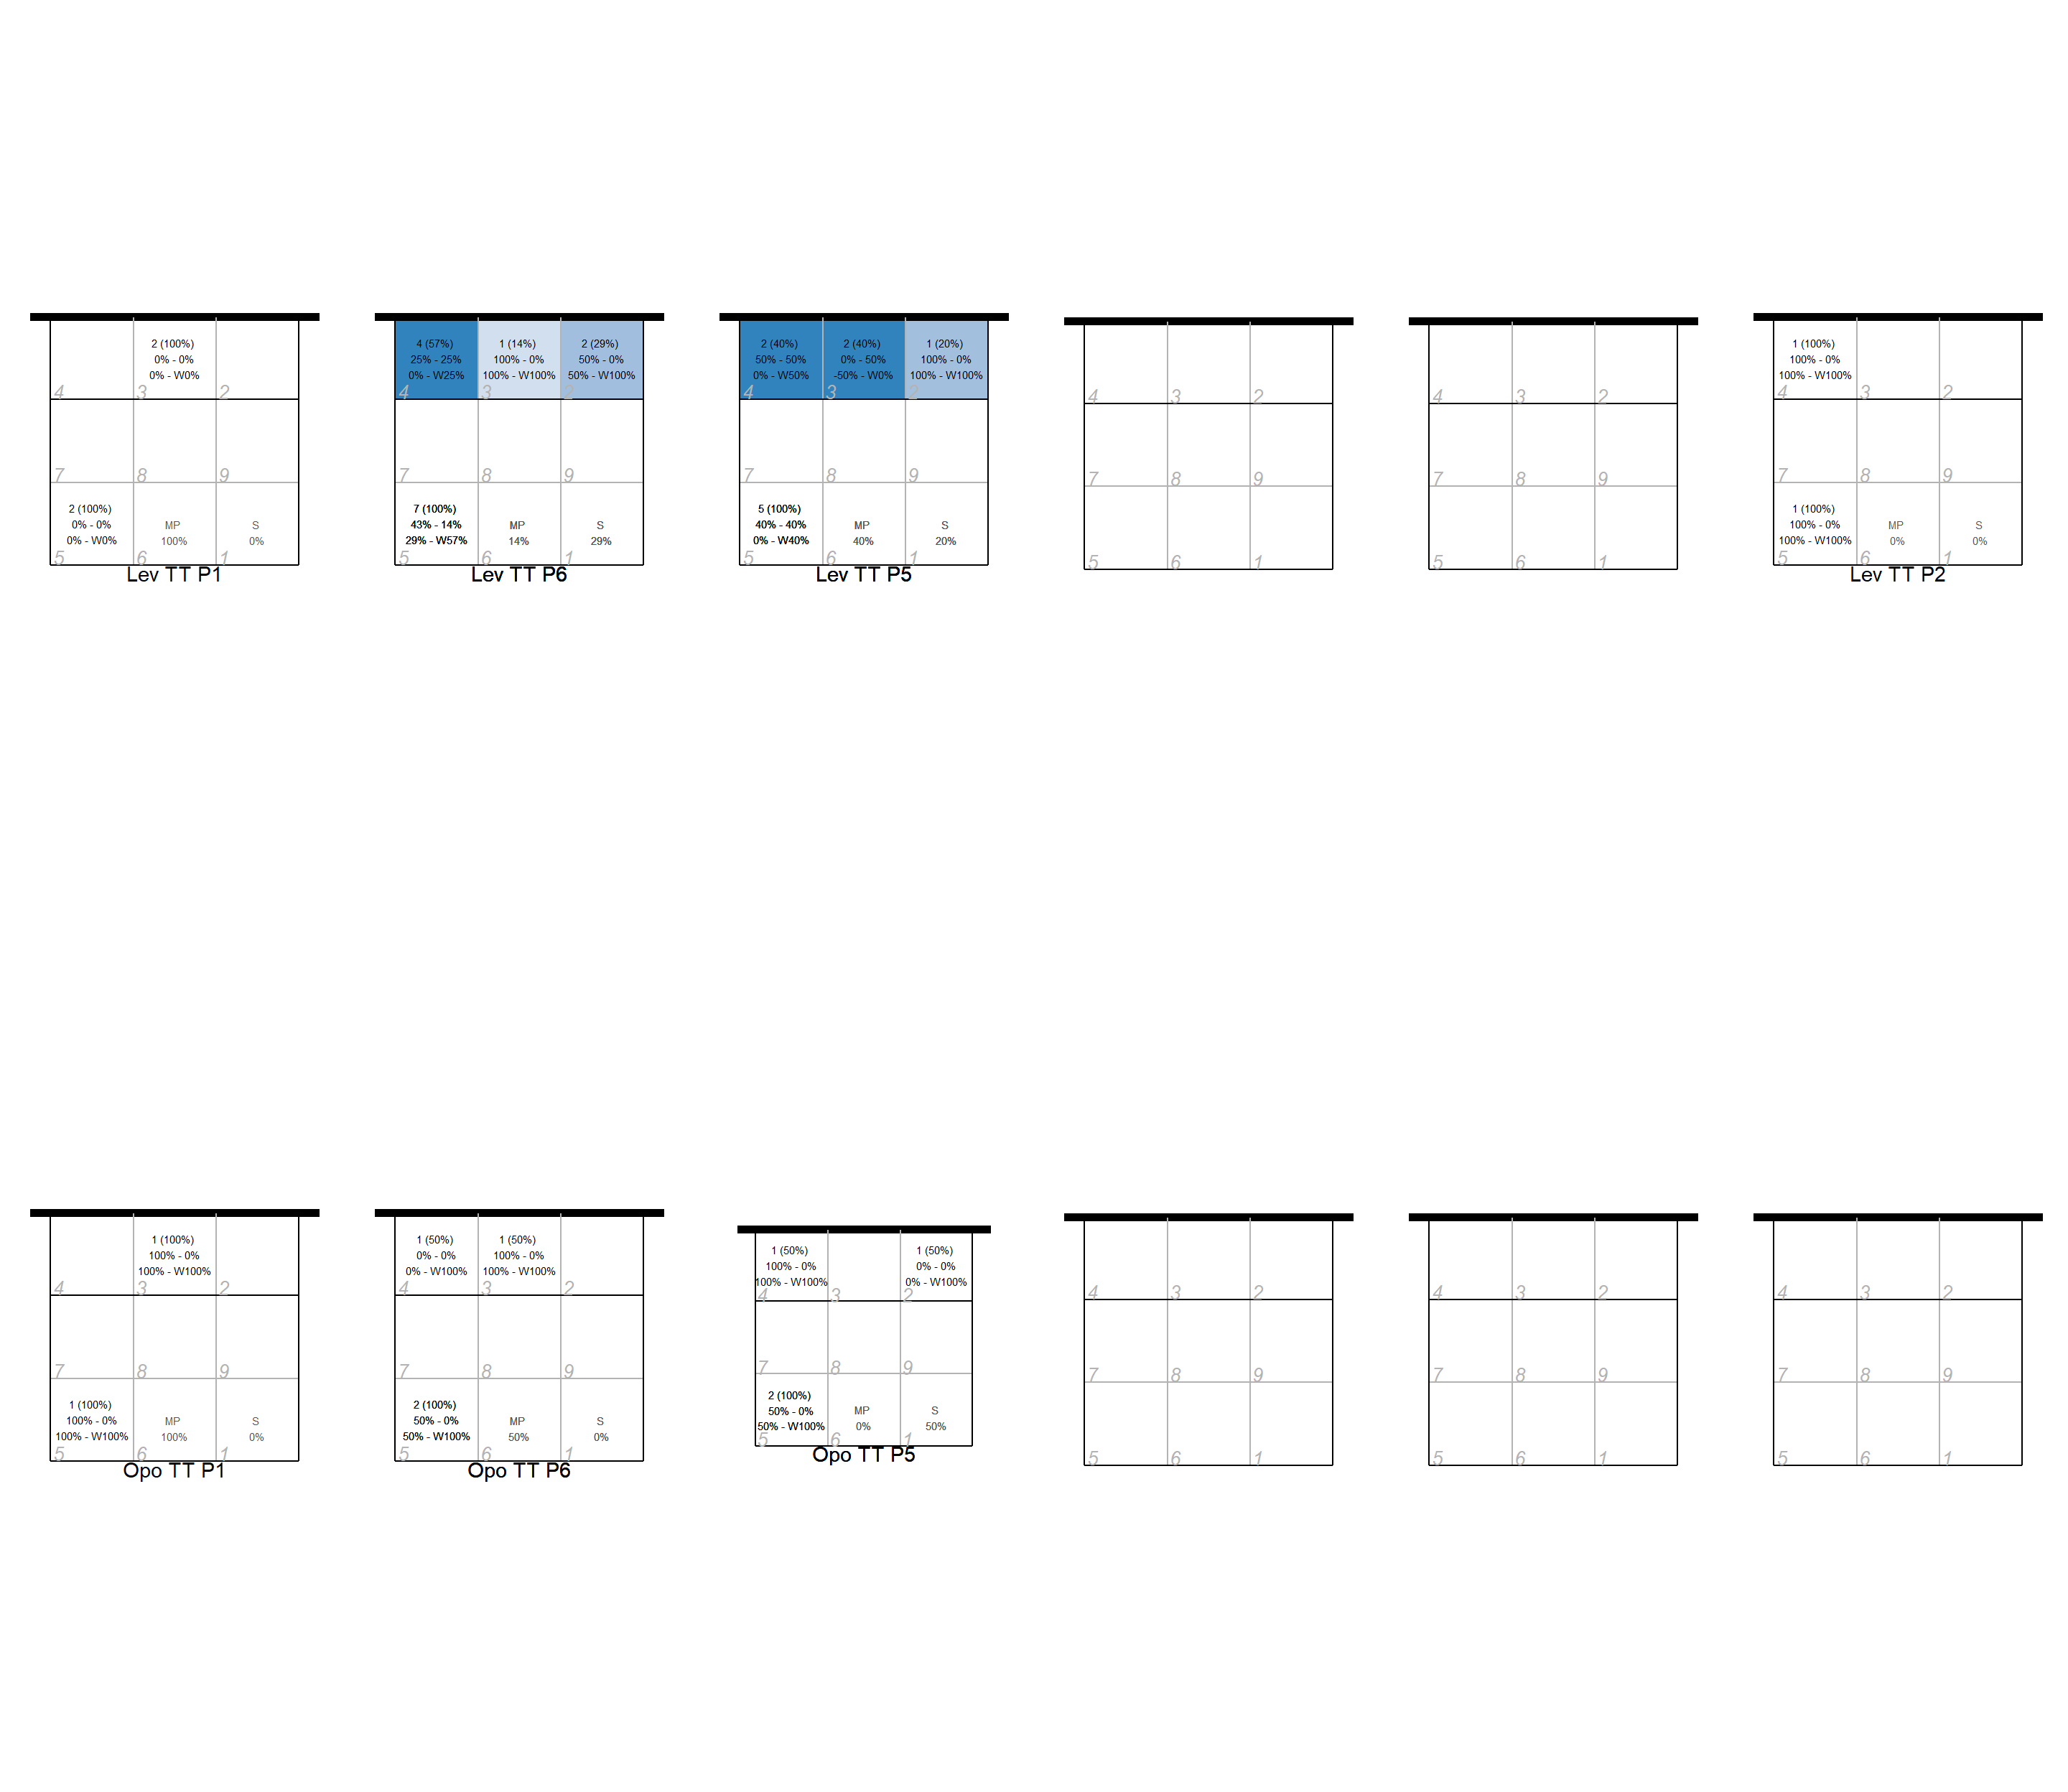 2 (100%)
0% - 0%
0% - W0%
4 3 2
7 8 9
2 (100%)
0% - 0% MP S
0% - W0% 100% 0%
5 6 1
Lev TT P1
4 (57%) 1 (14%) 2 (29%)
25% - 25% 100% - 0% 50% - 0%
0% - W25% 100% - W100% 50% - W100%
4 3 2
7 8 9
7 (100%)
43% - 14% MP S
29% - W57% 14% 29%
5 6 1
Lev TT P6
2 (40%) 2 (40%) 1 (20%)
50% - 50% 0% - 50% 100% - 0%
0% - W50% -50% - W0% 100% - W100%
4 3 2
7 8 9
5 (100%)
40% - 40% MP S
0% - W40% 40% 20%
5 6 1
Lev TT P5
4 3 2
7 8 9
5 6 1
4 3 2
7 8 9
5 6 1
1 (100%)
100% - 0%
100% - W100%
4 3 2
7 8 9
1 (100%)
100% - 0% MP S
100% - W100% 0% 0%
5 6 1
Lev TT P2
1 (100%)
100% - 0%
100% - W100%
4 3 2
7 8 9
1 (100%)
100% - 0% MP S
100% - W100% 100% 0%
5 6 1
Opo TT P1
1 (50%) 1 (50%)
0% - 0% 100% - 0%
0% - W100% 100% - W100%
4 3 2
7 8 9
2 (100%)
50% - 0% MP S
50% - W100% 50% 0%
5 6 1
Opo TT P6
1 (50%) 1 (50%)
100% - 0% 0% - 0%
100% - W100% 0% - W100%
4 3 2
7 8 9
2 (100%)
50% - 0% MP S
50% - W100% 0% 50%
5 6 1
Opo TT P5
4 3 2
7 8 9
5 6 1
4 3 2
7 8 9
5 6 1
4 3 2
7 8 9
5 6 1